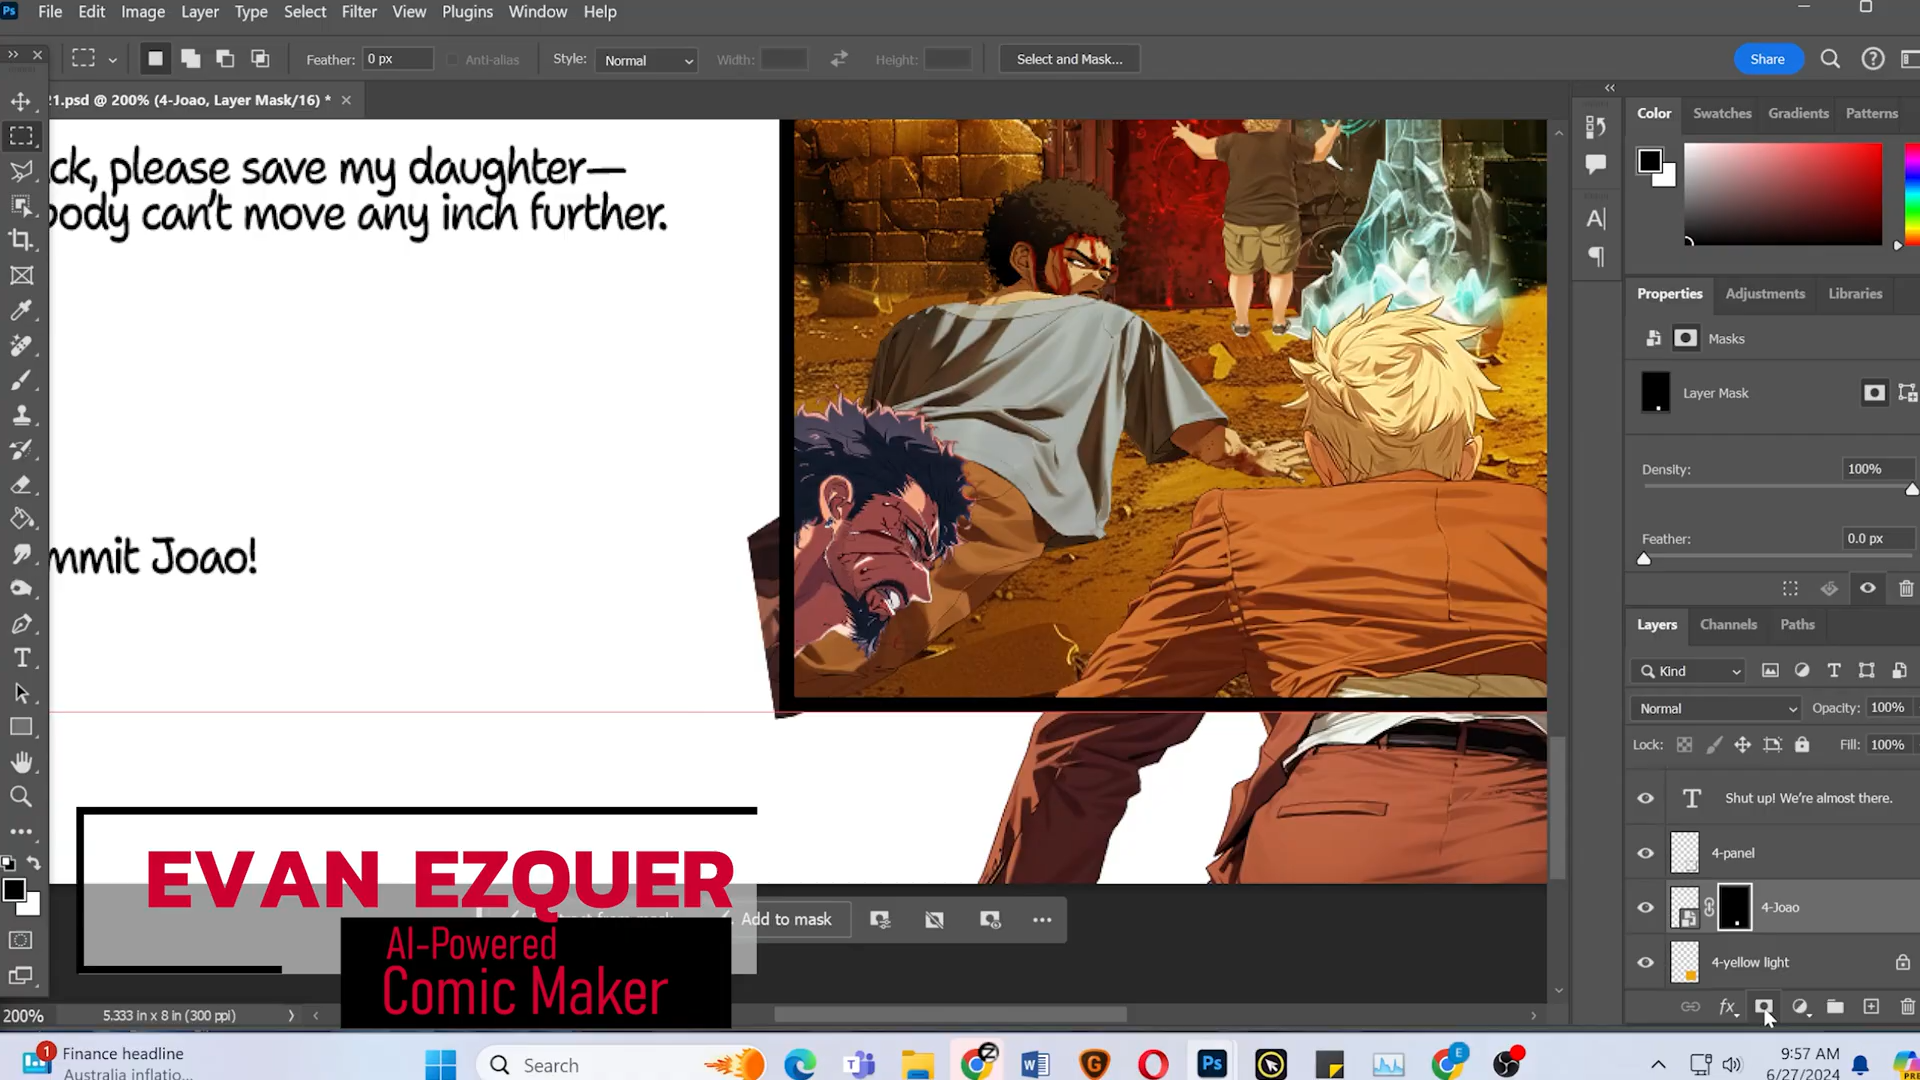 File Edit Image Layer Type Select Filter View Plugins Window Help
Feather: 0 px Anti-alias Style: Normal Width: Height: Select and Mask... Share
21.psd @ 200% (4-Joao, Layer Mask/16) *
Color Swatches Gradients Patterns
ck, please save my daughter—
body can't move any inch further.
mmit Joao!
Properties Adjustments Libraries
Masks
Layer Mask
Density: 100%
Feather: 0.0 px
Layers Channels Paths
Kind
Normal Opacity: 100%
Lock: Fill: 100%
Shut up! We're almost there.
4-panel
4-Joao
4-yellow light
fx
EVAN EZQUER
Add to mask
AI-Powered
Comic Maker
200% 5.333 in x 8 in (300 ppi)
1 Finance headline
Australia inflatio...
Search
9:57 AM
6/27/2024